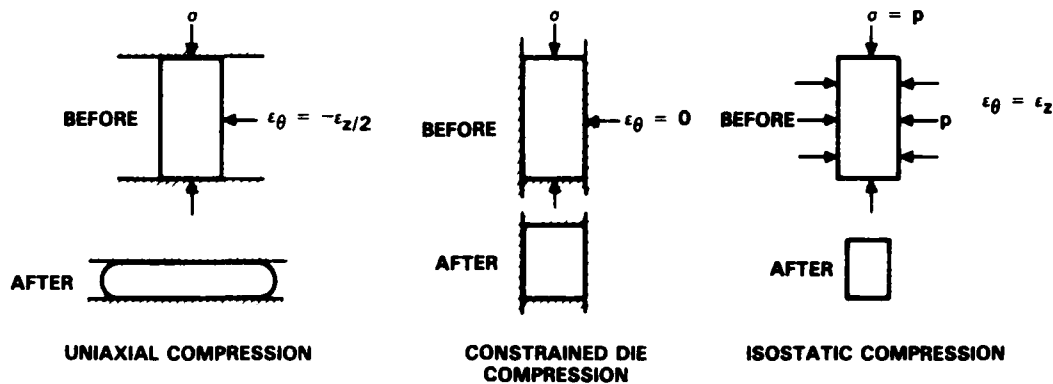 σ
BEFORE
εθ = -εz/2
AFTER
UNIAXIAL COMPRESSION
σ
BEFORE
εθ = 0
AFTER
CONSTRAINED DIE
COMPRESSION
σ = p
εθ = εz
BEFORE
p
AFTER
ISOSTATIC COMPRESSION